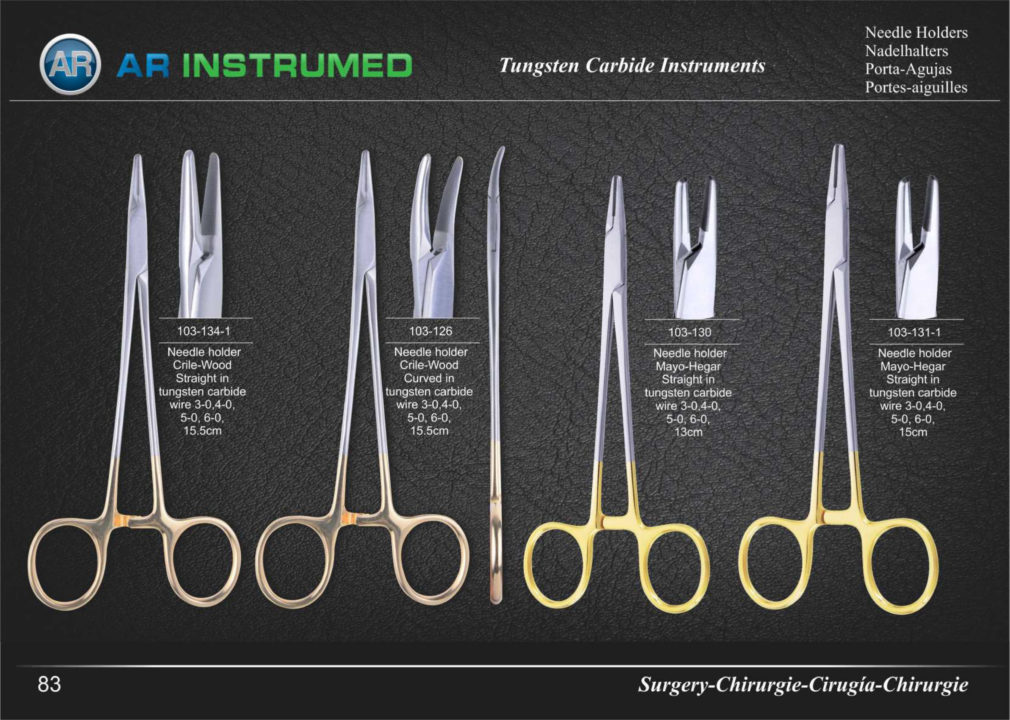 AR AR INSTRUMED
Tungsten Carbide Instruments
Needle Holders
Nadelhalters
Porta-Agujas
Portes-aiguilles
103-134-1
Needle holder
Crile-Wood
Straight in
tungsten carbide
wire 3-0,4-0,
5-0, 6-0,
15.5cm
103-126
Needle holder
Crile-Wood
Curved in
tungsten carbide
wire 3-0,4-0,
5-0, 6-0,
15.5cm
103-130
Needle holder
Mayo-Hegar
Straight in
tungsten carbide
wire 3-0,4-0,
5-0, 6-0,
13cm
103-131-1
Needle holder
Mayo-Hegar
Straight in
tungsten carbide
wire 3-0,4-0,
5-0, 6-0,
15cm
83
Surgery-Chirurgie-Cirugía-Chirurgie